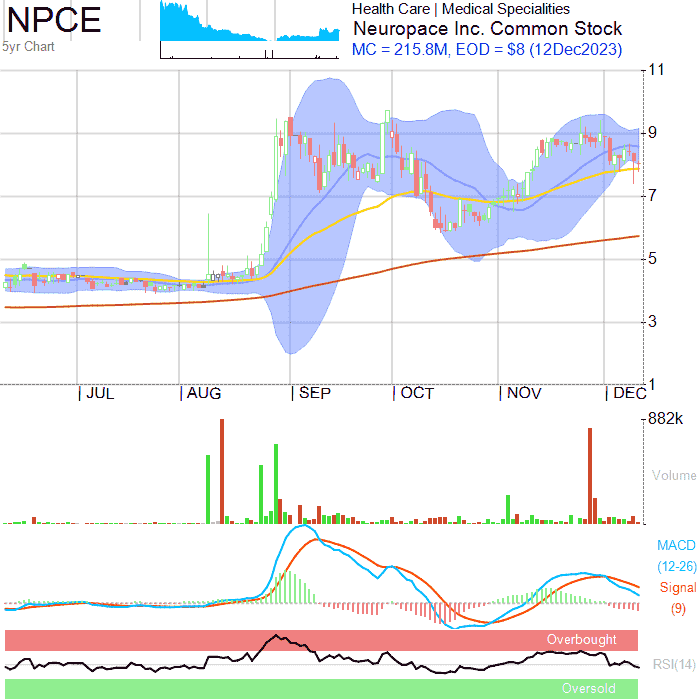 NPCE
5yr Chart
Health Care | Medical Specialities
Neuropace Inc. Common Stock
MC = 215.8M, EOD = $8 (12Dec2023)
11
9
7
5
3
1
| JUL | AUG | SEP | OCT | NOV | DEC
882k
Volume
MACD
(12-26)
Signal
(9)
Overbought
RSI(14)
Oversold